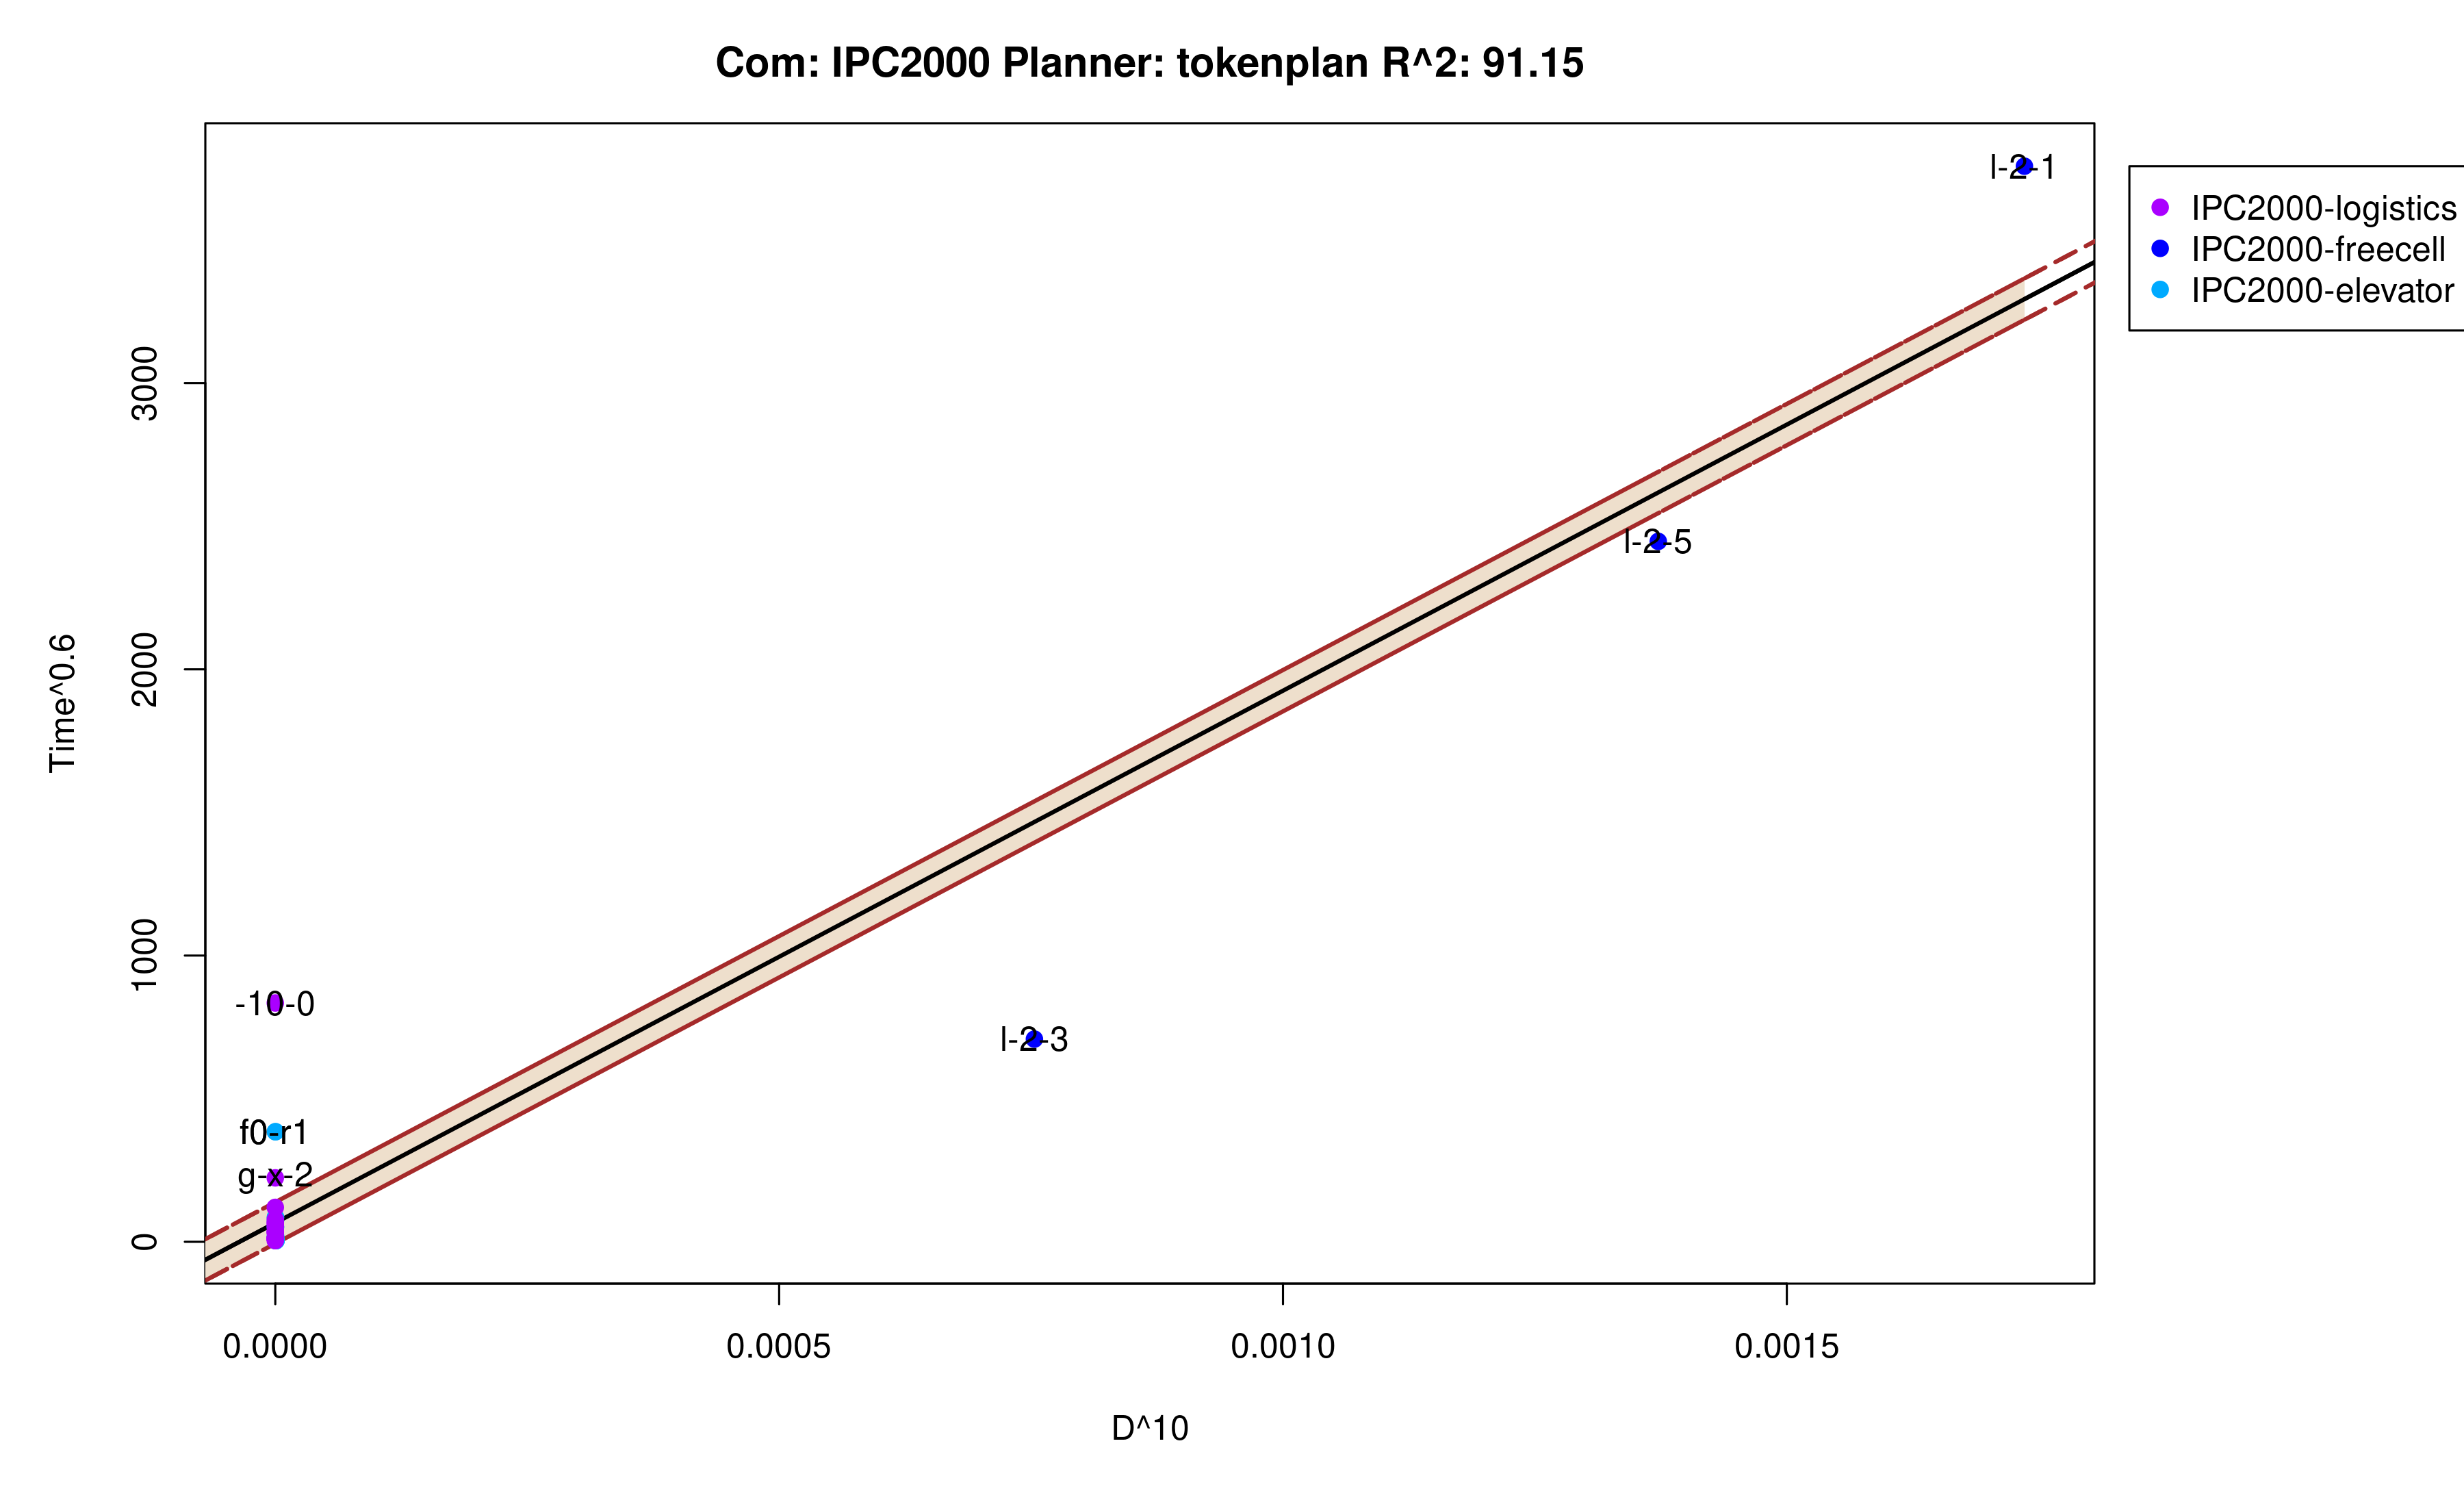 Com: IPC2000 Planner: tokenplan R^2: 91.15
l-2-1
IPC2000-logistics
IPC2000-freecell
IPC2000-elevator
3000
l-2-5
Time^0.6
2000
1000
-10-0
l-2-3
f0-r1
g-x-2
0
0.0000 0.0005 0.0010 0.0015
D^10